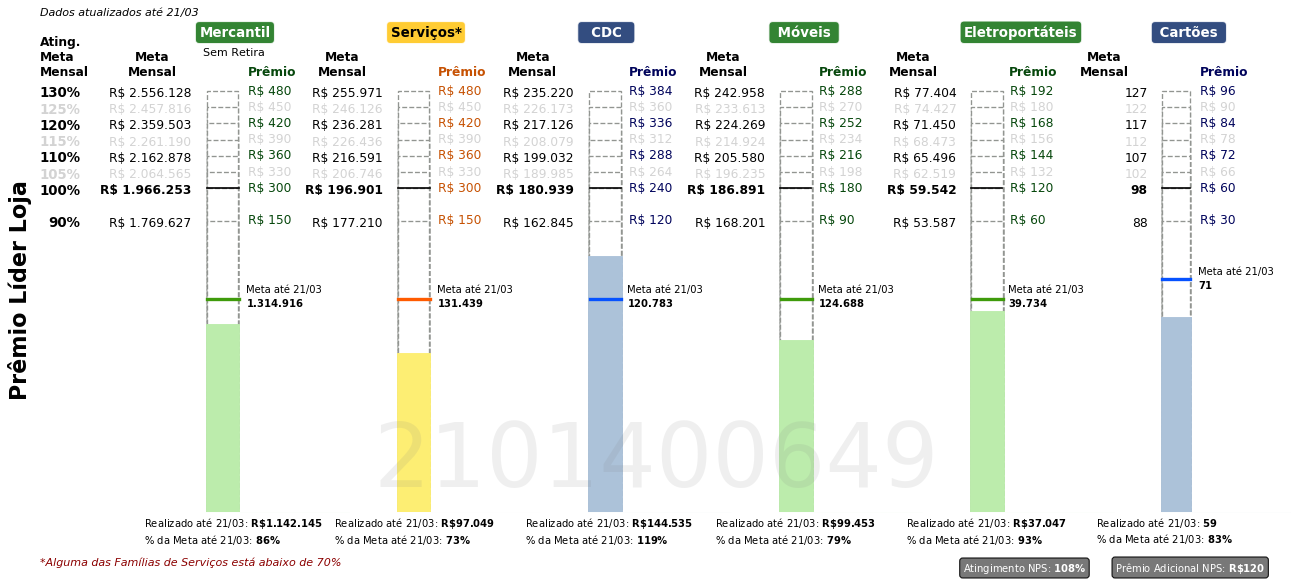 Dados atualizados até 21/03
Mercantil Serviços* CDC Móveis Eletroportáteis Cartões
Sem Retira
Ating. Meta Mensal Meta Mensal Prêmio Meta Mensal Prêmio Meta Mensal Prêmio Meta Mensal Prêmio Meta Mensal Prêmio Meta Mensal Prêmio
130% R$ 2.556.128 R$ 480 R$ 255.971 R$ 480 R$ 235.220 R$ 384 R$ 242.958 R$ 288 R$ 77.404 R$ 192 127 R$ 96
125% R$ 2.457.816 R$ 450 R$ 246.126 R$ 450 R$ 226.173 R$ 360 R$ 233.613 R$ 270 R$ 74.427 R$ 180 122 R$ 90
120% R$ 2.359.503 R$ 420 R$ 236.281 R$ 420 R$ 217.126 R$ 336 R$ 224.269 R$ 252 R$ 71.450 R$ 168 117 R$ 84
115% R$ 2.261.190 R$ 390 R$ 226.436 R$ 390 R$ 208.079 R$ 312 R$ 214.924 R$ 234 R$ 68.473 R$ 156 112 R$ 78
110% R$ 2.162.878 R$ 360 R$ 216.591 R$ 360 R$ 199.032 R$ 288 R$ 205.580 R$ 216 R$ 65.496 R$ 144 107 R$ 72
105% R$ 2.064.565 R$ 330 R$ 206.746 R$ 330 R$ 189.985 R$ 264 R$ 196.235 R$ 198 R$ 62.519 R$ 132 102 R$ 66
100% R$ 1.966.253 R$ 300 R$ 196.901 R$ 300 R$ 180.939 R$ 240 R$ 186.891 R$ 180 R$ 59.542 R$ 120 98 R$ 60
90% R$ 1.769.627 R$ 150 R$ 177.210 R$ 150 R$ 162.845 R$ 120 R$ 168.201 R$ 90 R$ 53.587 R$ 60 88 R$ 30
Prêmio Líder Loja
Meta até 21/03 Meta até 21/03 Meta até 21/03 Meta até 21/03 Meta até 21/03 Meta até 21/03
1.314.916 131.439 120.783 124.688 39.734 71
2101400649
Realizado até 21/03: R$1.142.145 Realizado até 21/03: R$97.049 Realizado até 21/03: R$144.535 Realizado até 21/03: R$99.453 Realizado até 21/03: R$37.047 Realizado até 21/03: 59
% da Meta até 21/03: 86% % da Meta até 21/03: 73% % da Meta até 21/03: 119% % da Meta até 21/03: 79% % da Meta até 21/03: 93% % da Meta até 21/03: 83%
*Alguma das Famílias de Serviços está abaixo de 70% Atingimento NPS: 108% Prêmio Adicional NPS: R$120